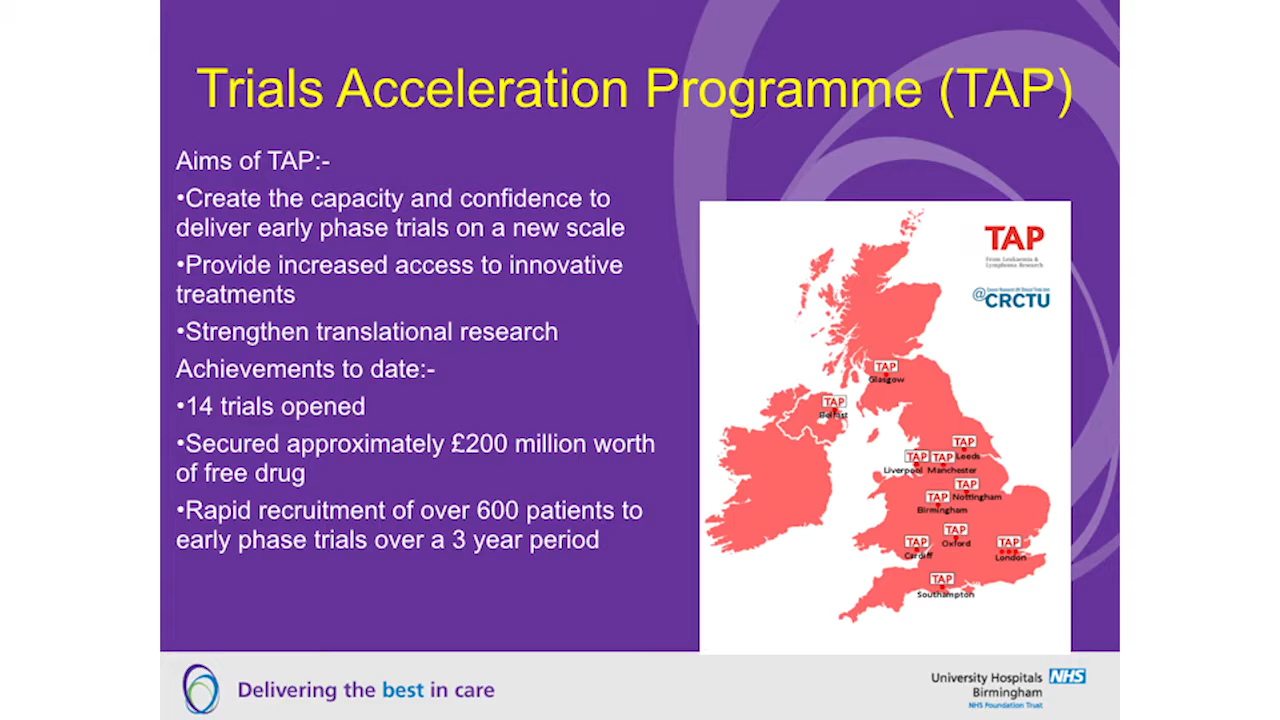 Trials Acceleration Programme (TAP)
Aims of TAP:-
•Create the capacity and confidence to
deliver early phase trials on a new scale
•Provide increased access to innovative
treatments
•Strengthen translational research
Achievements to date:-
•14 trials opened
•Secured approximately £200 million worth
of free drug
•Rapid recruitment of over 600 patients to
early phase trials over a 3 year period
TAP
From Leukaemia &
Lymphoma Research
@CRCTU
TAP
Glasgow
TAP
Belfast
TAP
Leeds
TAP
Liverpool
TAP
Manchester
TAP
Nottingham
TAP
Birmingham
TAP
Oxford
TAP
Cardiff
TAP
London
TAP
Southampton
Delivering the best in care
University Hospitals NHS
Birmingham
NHS Foundation Trust